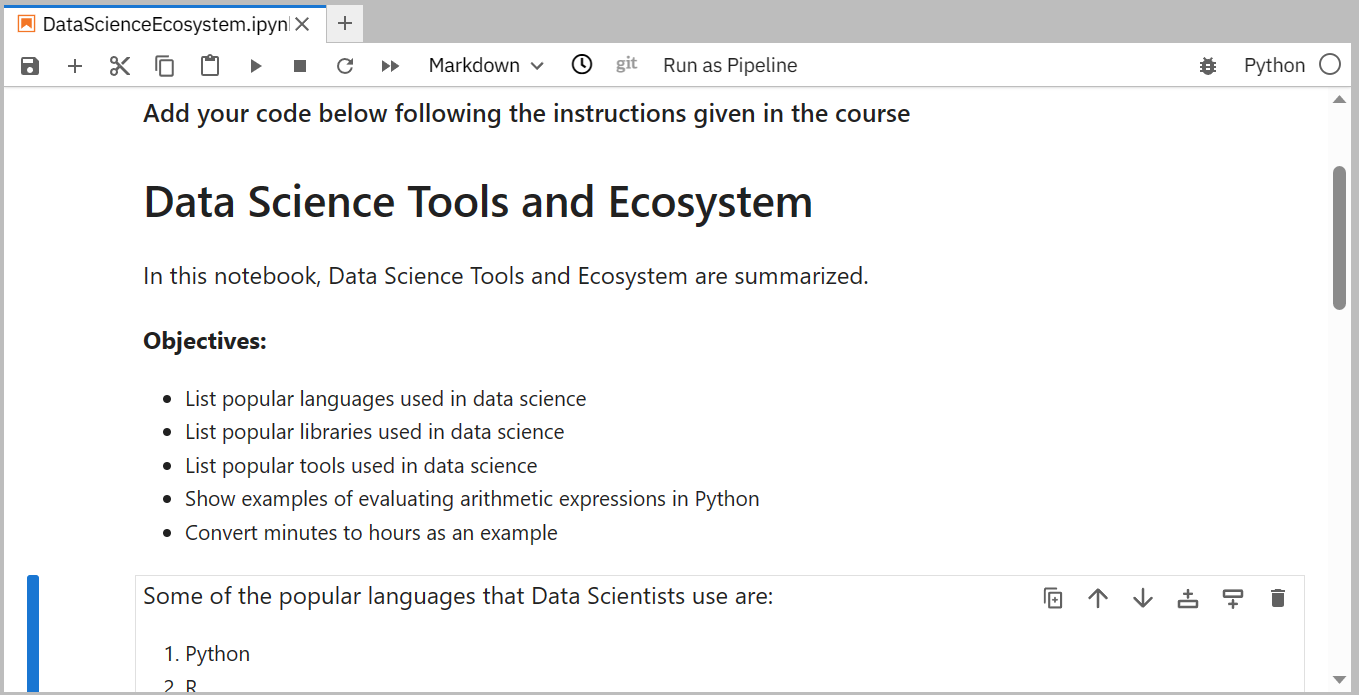 DataScienceEcosystem.ipyn
Markdown git Run as Pipeline Python
Add your code below following the instructions given in the course
Data Science Tools and Ecosystem
In this notebook, Data Science Tools and Ecosystem are summarized.
Objectives:
• List popular languages used in data science
• List popular libraries used in data science
• List popular tools used in data science
• Show examples of evaluating arithmetic expressions in Python
• Convert minutes to hours as an example
Some of the popular languages that Data Scientists use are:
1. Python
2. R